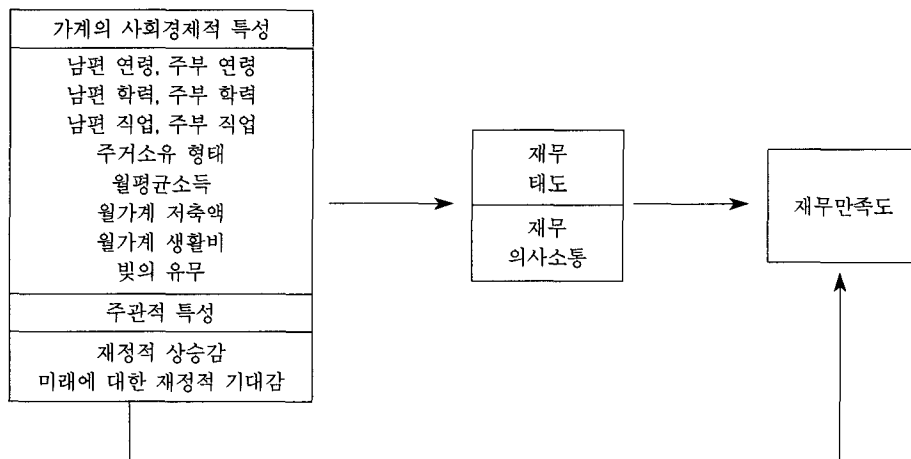 가계의 사회경제적 특성
남편 연령, 주부 연령
남편 학력, 주부 학력
남편 직업, 주부 직업
주거소유 형태
월평균소득
월가계 저축액
월가계 생활비
빚의 유무
주관적 특성
재정적 상승감
미래에 대한 재정적 기대감
재무
태도
재무
의사소통
재무만족도